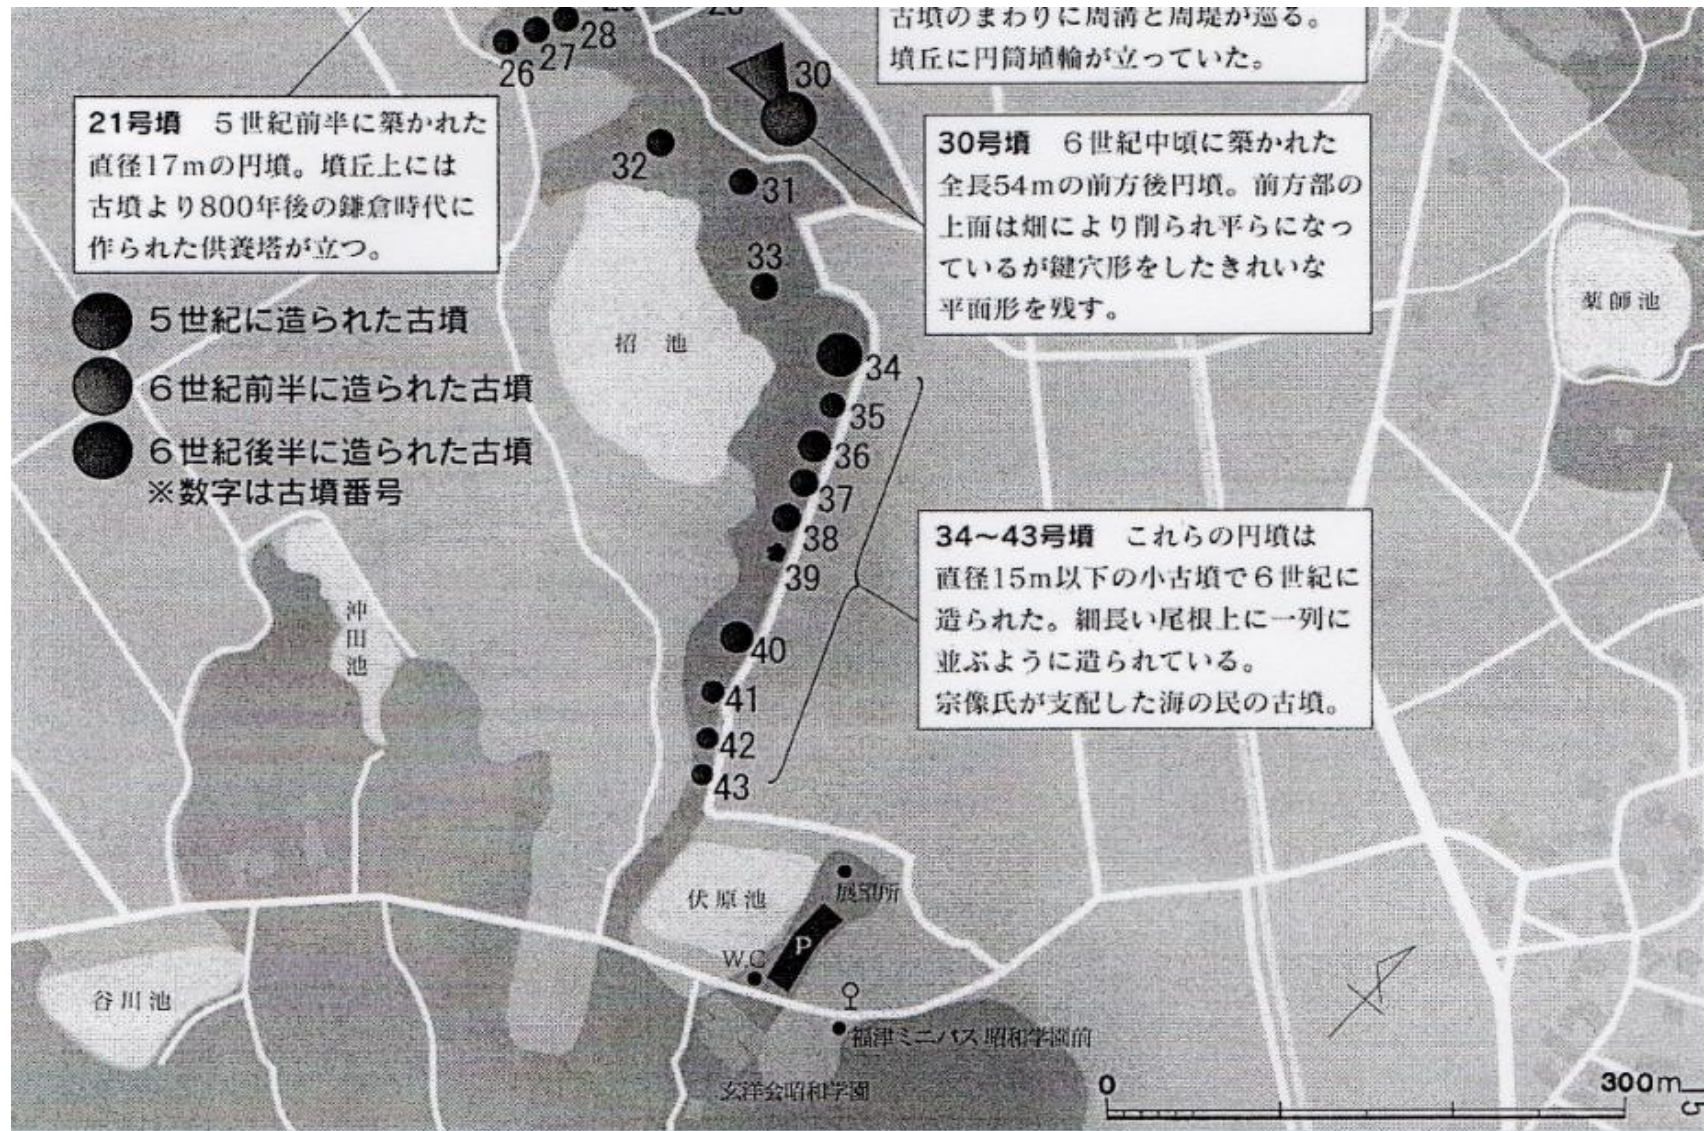 古墳のまわりに周溝と周堤が巡る。
墳丘に円筒埴輪が立っていた。
28
27
26
30
21号墳 5世紀前半に築かれた
直径17mの円墳。墳丘上には
古墳より800年後の鎌倉時代に
作られた供養塔が立つ。
32
31
30号墳 6世紀中頃に築かれた
全長54mの前方後円墳。前方部の
上面は畑により削られ平らになっ
ているが鍵穴形をしたきれいな
平面形を残す。
33
5世紀に造られた古墳
6世紀前半に造られた古墳
6世紀後半に造られた古墳
※数字は古墳番号
招池
薬師池
34
35
36
37
38
39
40
41
42
43
34〜43号墳 これらの円墳は
直径15m以下の小古墳で6世紀に
造られた。細長い尾根上に一列に
並ぶように造られている。
宗像氏が支配した海の民の古墳。
沖田池
伏原池
展望所
P
W.C
谷川池
福津ミニバス 昭和学園前
玄洋会昭和学園
0
300m